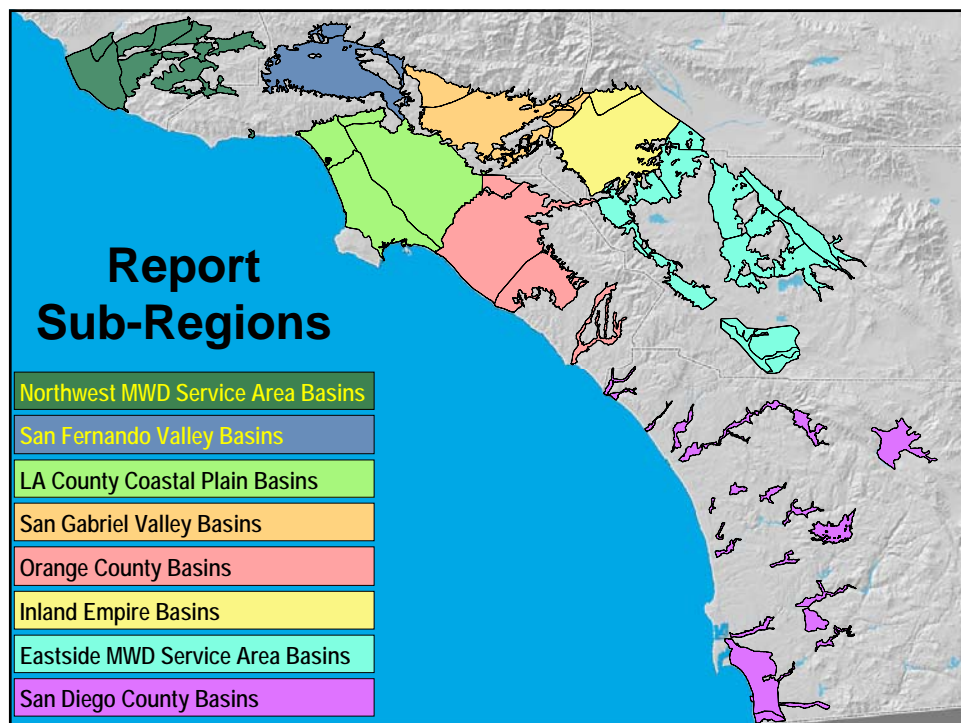 Report
Sub-Regions
Northwest MWD Service Area Basins
San Fernando Valley Basins
LA County Coastal Plain Basins
San Gabriel Valley Basins
Orange County Basins
Inland Empire Basins
Eastside MWD Service Area Basins
San Diego County Basins